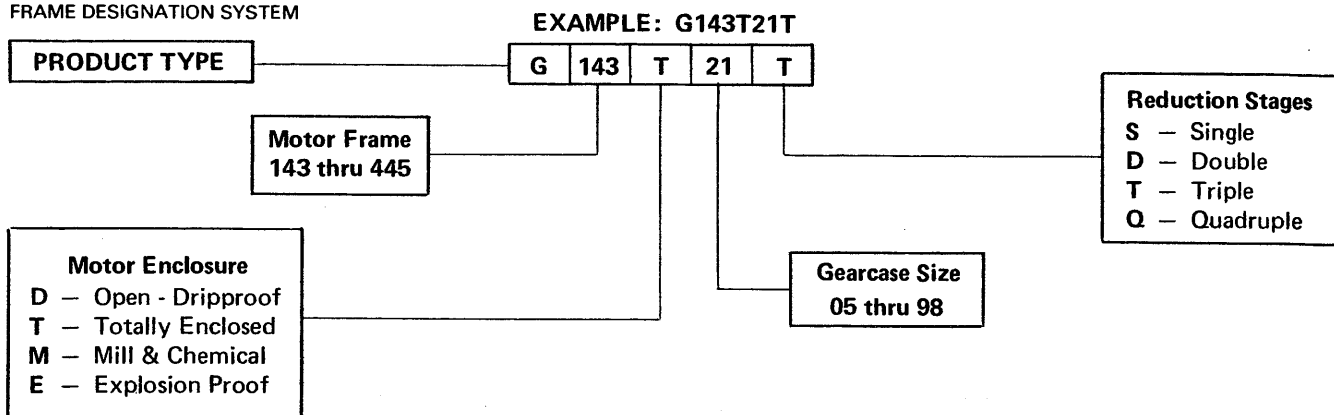 FRAME DESIGNATION SYSTEM
EXAMPLE: G143T21T
PRODUCT TYPE
G 143 T 21 T
Motor Frame
143 thru 445
Reduction Stages
S — Single
D — Double
T — Triple
Q — Quadruple
Motor Enclosure
D — Open - Dripproof
T — Totally Enclosed
M — Mill & Chemical
E — Explosion Proof
Gearcase Size
05 thru 98